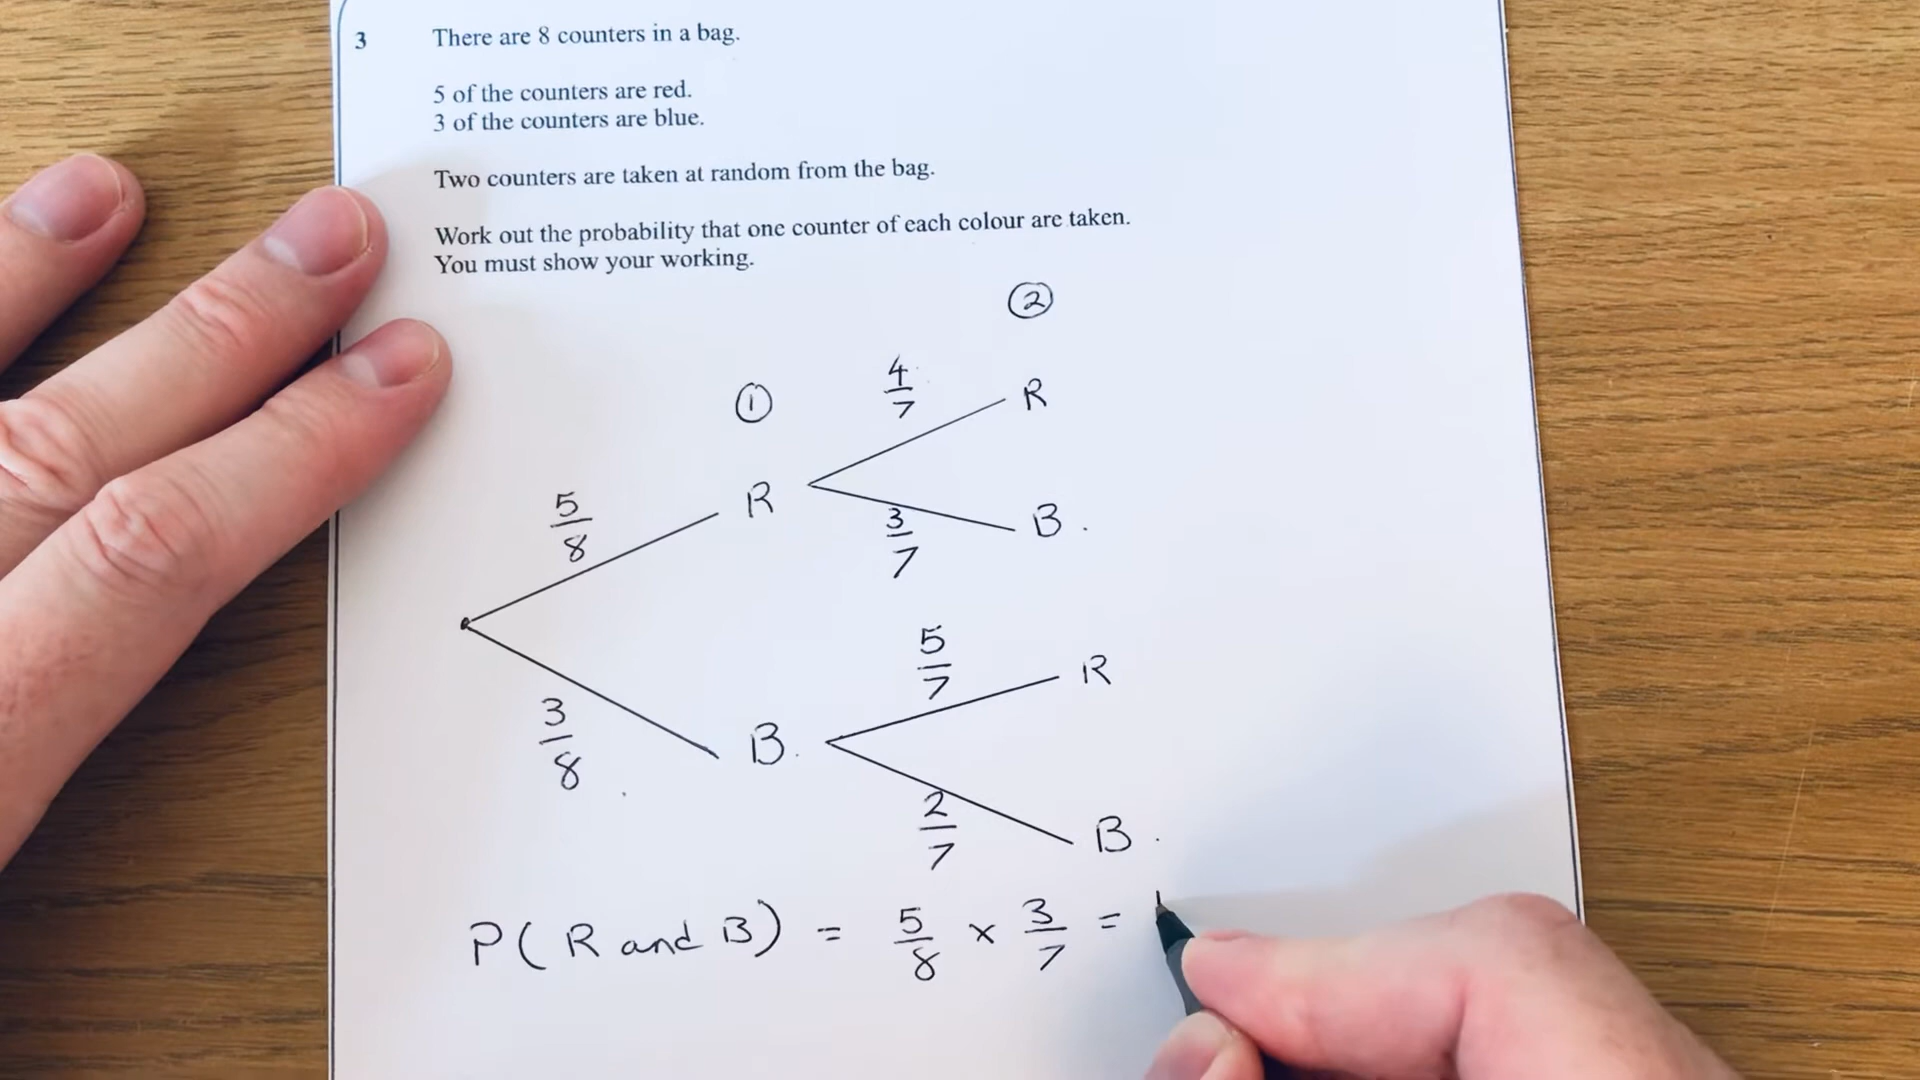 3 There are 8 counters in a bag.
5 of the counters are red.
3 of the counters are blue.
Two counters are taken at random from the bag.
Work out the probability that one counter of each colour are taken.
You must show your working.
②
4/7 R
①
5/8 R
3/7 B.
5/7 R
3/8 B.
2/7 B.
P( R and B) = 5/8 × 3/7 =